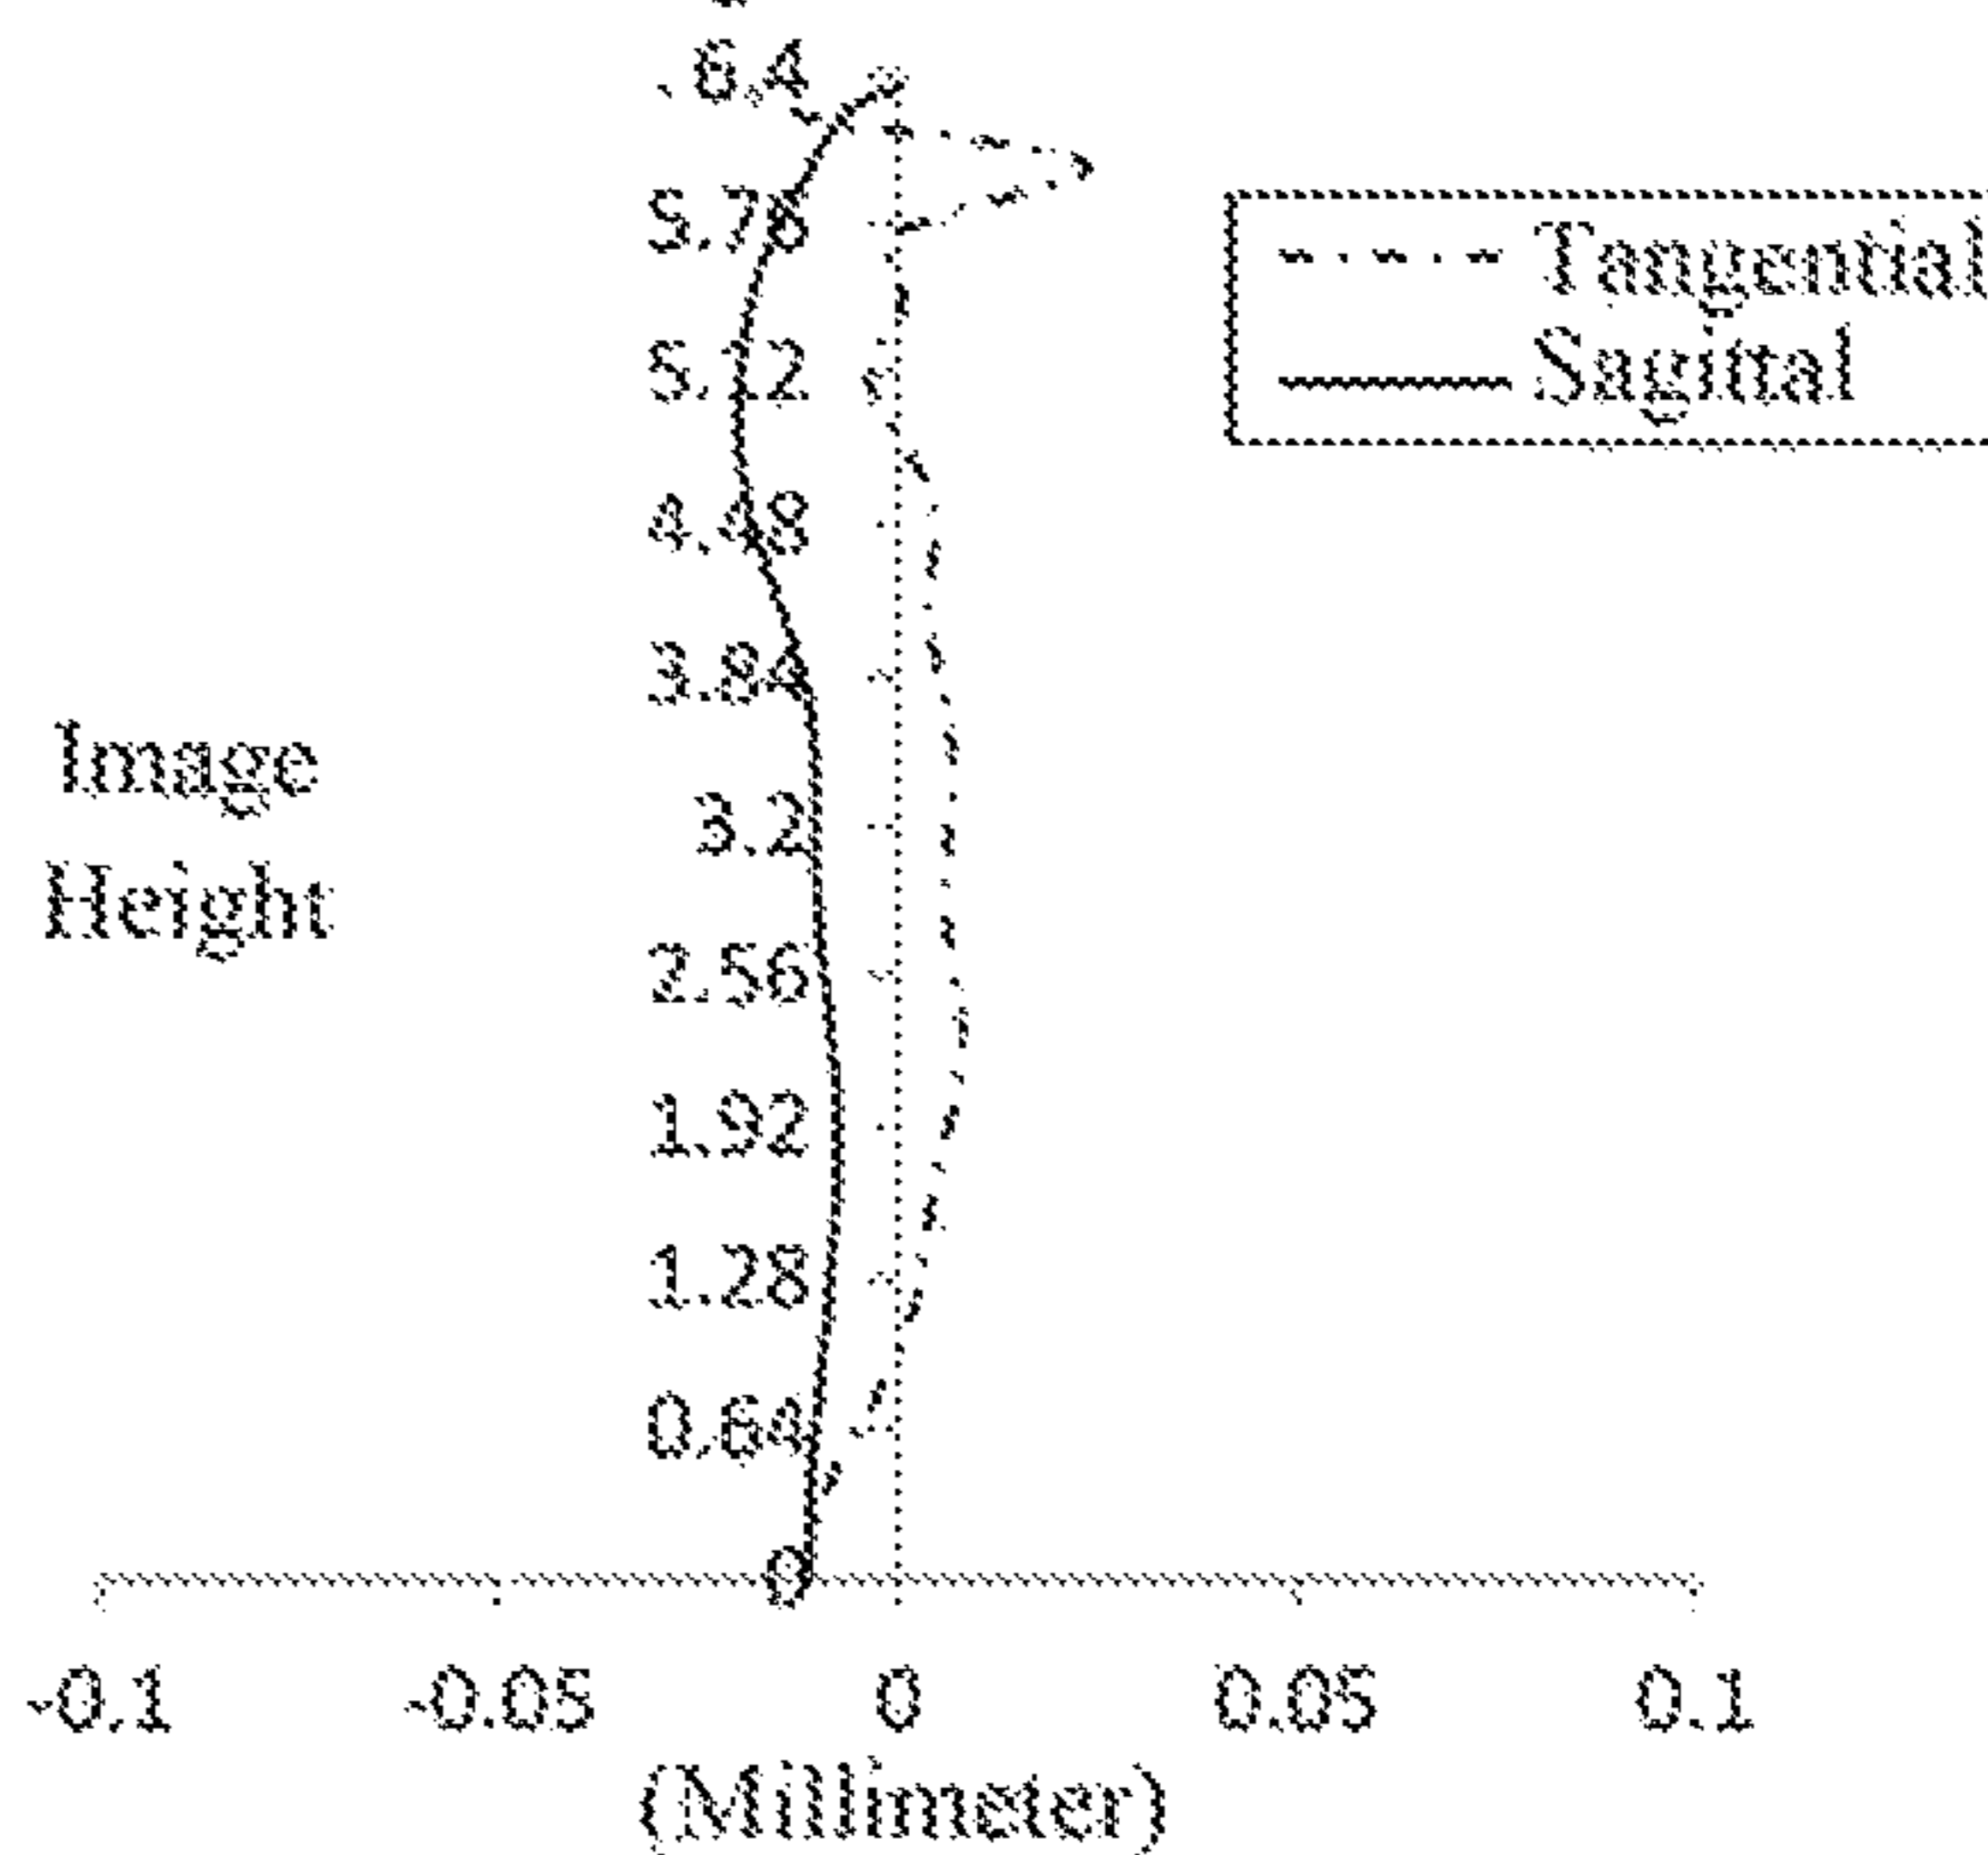 6.4
5.76
Tangential
5.12
Sagittal
4.48
3.84
Image
3.2
Height
2.56
1.92
1.28
0.64
0
-0.1 -0.05 0 0.05 0.1
(Millimeter)